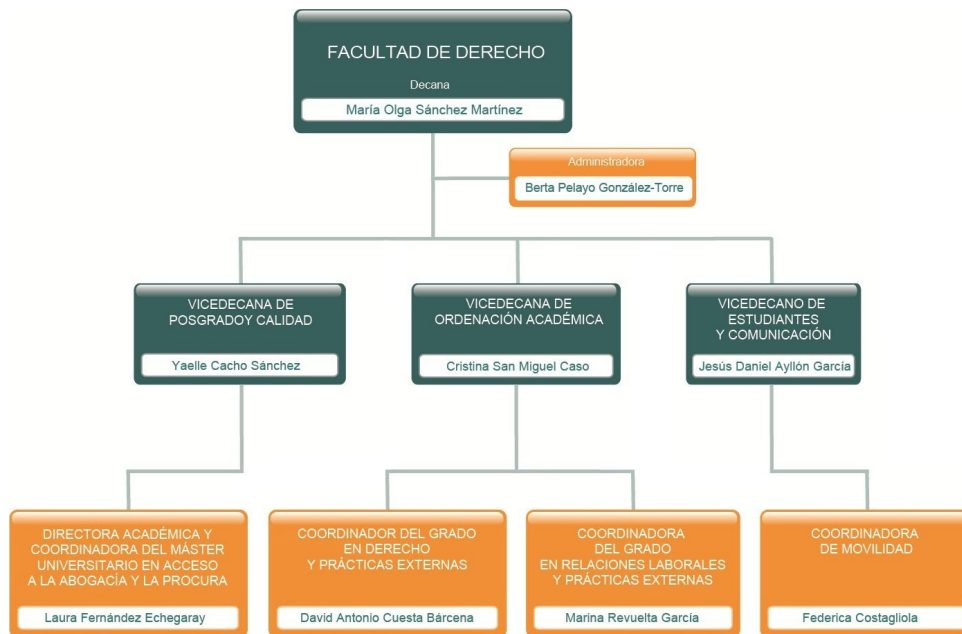 FACULTAD DE DERECHO
Decana
María Olga Sánchez Martínez
Administradora
Berta Pelayo González-Torre
VICEDECANA DE
POSGRADOY CALIDAD
Yaelle Cacho Sánchez
VICEDECANA DE
ORDENACIÓN ACADÉMICA
Cristina San Miguel Caso
VICEDECANO DE
ESTUDIANTES
Y COMUNICACIÓN
Jesús Daniel Ayllón García
DIRECTORA ACADÉMICA Y
COORDINADORA DEL MÁSTER
UNIVERSITARIO EN ACCESO
A LA ABOGACÍA Y LA PROCURA
Laura Fernández Echegaray
COORDINADOR DEL GRADO
EN DERECHO
Y PRÁCTICAS EXTERNAS
David Antonio Cuesta Bárcena
COORDINADORA
DEL GRADO
EN RELACIONES LABORALES
Y PRÁCTICAS EXTERNAS
Marina Revuelta García
COORDINADORA
DE MOVILIDAD
Federica Costagliola